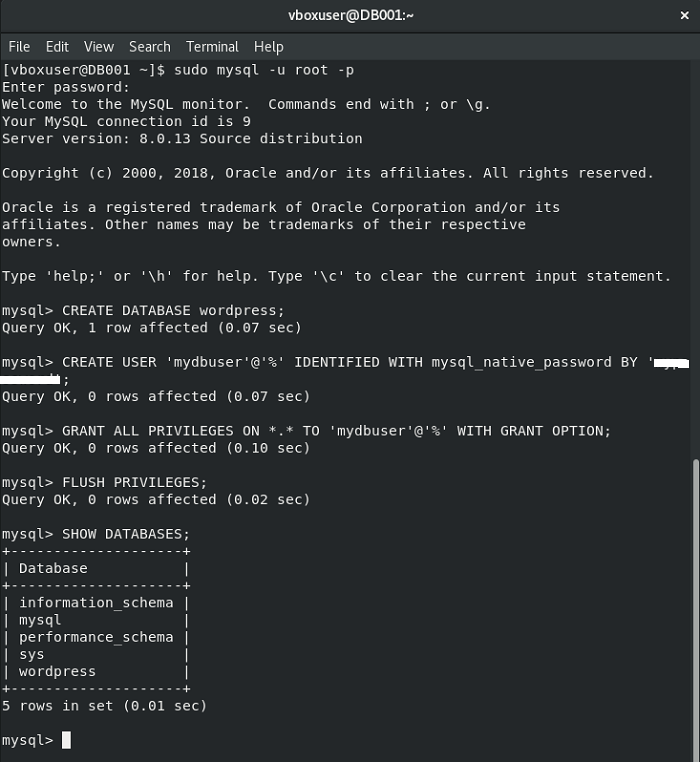 vboxuser@DB001:~
×
File Edit View Search Terminal Help
[vboxuser@DB001 ~]$ sudo mysql -u root -p
Enter password:
Welcome to the MySQL monitor.  Commands end with ; or \g.
Your MySQL connection id is 9
Server version: 8.0.13 Source distribution

Copyright (c) 2000, 2018, Oracle and/or its affiliates. All rights reserved.

Oracle is a registered trademark of Oracle Corporation and/or its
affiliates. Other names may be trademarks of their respective
owners.

Type 'help;' or '\h' for help. Type '\c' to clear the current input statement.

mysql> CREATE DATABASE wordpress;
Query OK, 1 row affected (0.07 sec)

mysql> CREATE USER 'mydbuser'@'%' IDENTIFIED WITH mysql_native_password BY '
;
Query OK, 0 rows affected (0.07 sec)

mysql> GRANT ALL PRIVILEGES ON *.* TO 'mydbuser'@'%' WITH GRANT OPTION;
Query OK, 0 rows affected (0.10 sec)

mysql> FLUSH PRIVILEGES;
Query OK, 0 rows affected (0.02 sec)

mysql> SHOW DATABASES;
+--------------------+
| Database           |
+--------------------+
| information_schema |
| mysql              |
| performance_schema |
| sys                |
| wordpress          |
+--------------------+
5 rows in set (0.01 sec)

mysql>